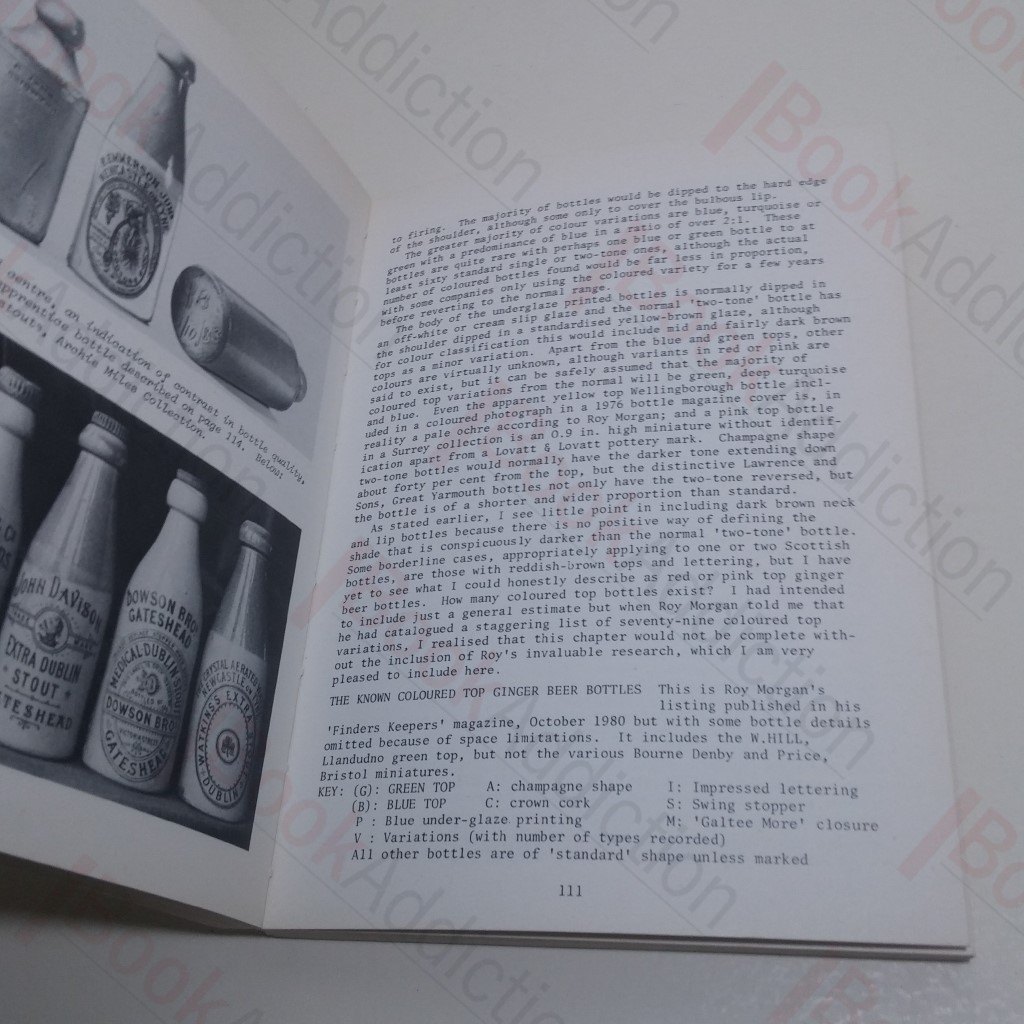 KEMMERSON JUNR
NEWCASTLE
centre, an indication of contrast in bottle quality,
apprentice bottle described on page 114. Below:
stouts, Archie Miles Collection.
JOHN DAVISON
EXTRA DUBLIN
STOUT
GATESHEAD
DOWSON BROS
GATESHEAD
MEDICAL DUBLIN STOUT
DOWSON BROS
GATESHEAD
CRYSTAL AERATED
NEWCASTLE
WATKINS'S EXTRA
DUBLIN
to firing. The majority of bottles would be dipped to the hard edge
of the shoulder, although some only to cover the bulbous lip.
The greater majority of colour variations are blue, turquoise or
green with a predominance of blue in a ratio of over 2:1. These
bottles are quite rare with perhaps one blue or green bottle to at
least sixty standard single or two-tone ones, although the actual
number of coloured bottles found would be far less in proportion,
with some companies only using the coloured variety for a few years
before reverting to the normal range.
The body of the underglaze printed bottles is normally dipped in
an off-white or cream slip glaze and the normal 'two-tone' bottle has
the shoulder dipped in a standardised yellow-brown glaze, although
for colour classification this would include mid and fairly dark brown
tops as a minor variation. Apart from the blue and green tops, other
colours are virtually unknown, although variants in red or pink are
said to exist, but it can be safely assumed that the majority of
coloured top variations from the normal will be green, deep turquoise
and blue. Even the apparent yellow top Wellingborough bottle incl-
uded in a coloured photograph in a 1976 bottle magazine cover is, in
reality a pale ochre according to Roy Morgan; and a pink top bottle
in a Surrey collection is an 0.9 in. high miniature without identif-
ication apart from a Lovatt & Lovatt pottery mark. Champagne shape
two-tone bottles would normally have the darker tone extending down
about forty per cent from the top, but the distinctive Lawrence and
Sons, Great Yarmouth bottles not only have the two-tone reversed, but
the bottle is of a shorter and wider proportion than standard.
As stated earlier, I see little point in including dark brown neck
and lip bottles because there is no positive way of defining the
shade that is conspicuously darker than the normal 'two-tone' bottle.
Some borderline cases, appropriately applying to one or two Scottish
bottles, are those with reddish-brown tops and lettering, but I have
yet to see what I could honestly describe as red or pink top ginger
beer bottles. How many coloured top bottles exist? I had intended
to include just a general estimate but when Roy Morgan told me that
he had catalogued a staggering list of seventy-nine coloured top
variations, I realised that this chapter would not be complete with-
out the inclusion of Roy's invaluable research, which I am very
pleased to include here.
THE KNOWN COLOURED TOP GINGER BEER BOTTLES This is Roy Morgan's
listing published in his
'Finders Keepers' magazine, October 1980 but with some bottle details
omitted because of space limitations. It includes the W.HILL,
Llandudno green top, but not the various Bourne Denby and Price,
Bristol miniatures.
KEY: (G): GREEN TOP A: champagne shape I: Impressed lettering
(B): BLUE TOP C: crown cork S: Swing stopper
P : Blue under-glaze printing M: 'Galtee More' closure
V : Variations (with number of types recorded)
All other bottles are of 'standard' shape unless marked
111
BookAddiction